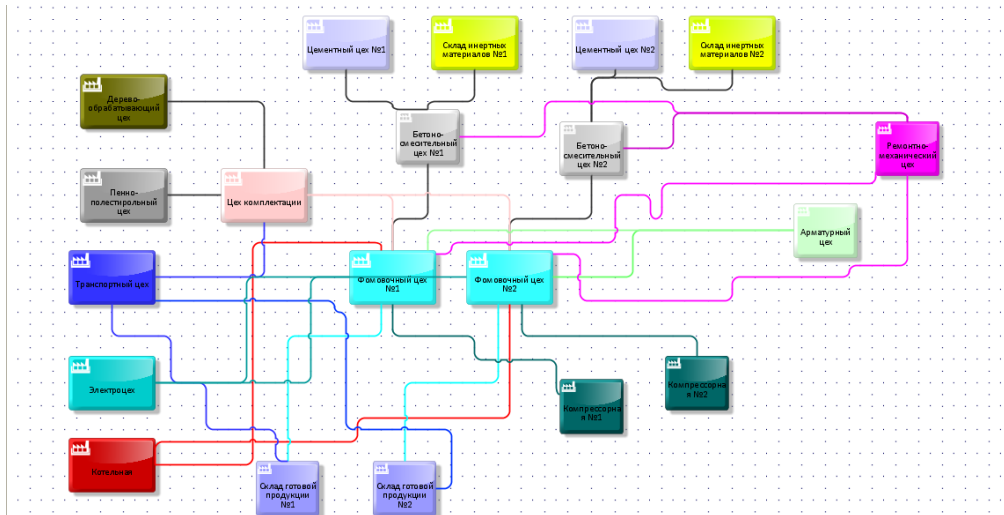 Цементный цех №1
Склад инертных
материалов №1
Цементный цех №2
Склад инертных
материалов №2
Дерево-
обрабатывающий
цех
Бетоно-
смесительный
цех №1
Бетоно-
смесительный
цех №2
Ремонтно-
механический
цех
Пенно-
полестирольный
цех
Цех комплектации
Арматурный
цех
Транспортный цех
Фомовочный цех
№1
Фомовочный цех
№2
Электроцех
Компрессорна
я №1
Компрессорна
я №2
Котельная
Склад готовой
продукции
№1
Склад готовой
продукции
№2